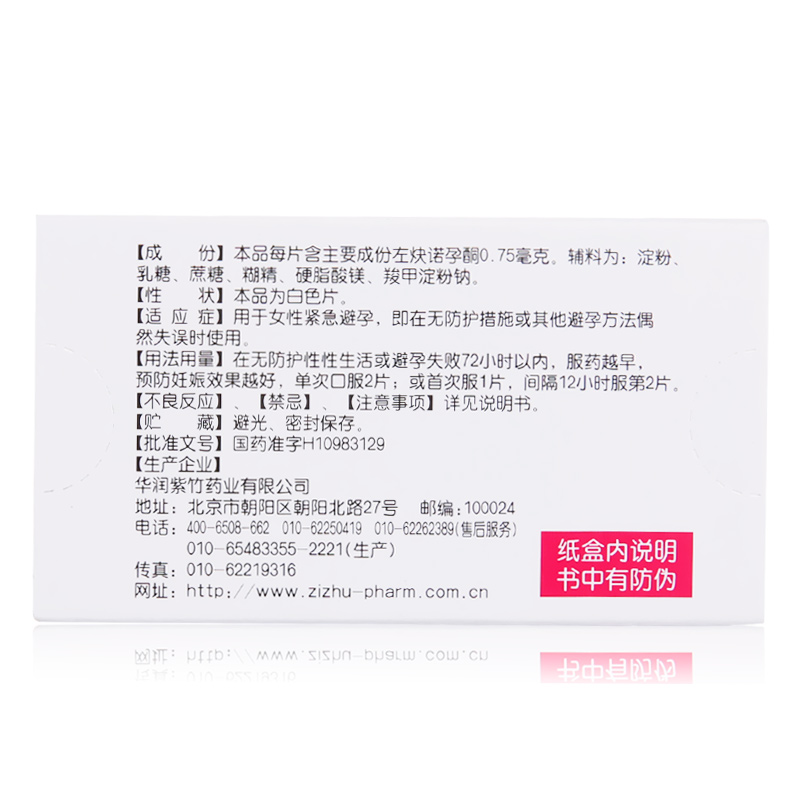 【成　份】本品每片含主要成份左炔诺孕酮0.75毫克。辅料为：淀粉、
乳糖、蔗糖、糊精、硬脂酸镁、羧甲淀粉钠。
【性　状】本品为白色片。
【适应症】用于女性紧急避孕，即在无防护措施或其他避孕方法偶
然失误时使用。
【用法用量】在无防护性性生活或避孕失败72小时以内，服药越早，
预防妊娠效果越好，单次口服2片；或首次服1片，间隔12小时服第2片。
【不良反应】、【禁忌】、【注意事项】详见说明书。
【贮　藏】避光、密封保存。
【批准文号】国药准字H10983129
【生产企业】
华润紫竹药业有限公司
地址：北京市朝阳区朝阳北路27号　邮编:100024
电话：400-6508-662　010-62250419　010-62262389(售后服务)
010-65483355-2221(生产)
传真：010-62219316
网址：http://www.zizhu-pharm.com.cn
纸盒内说明
书中有防伪